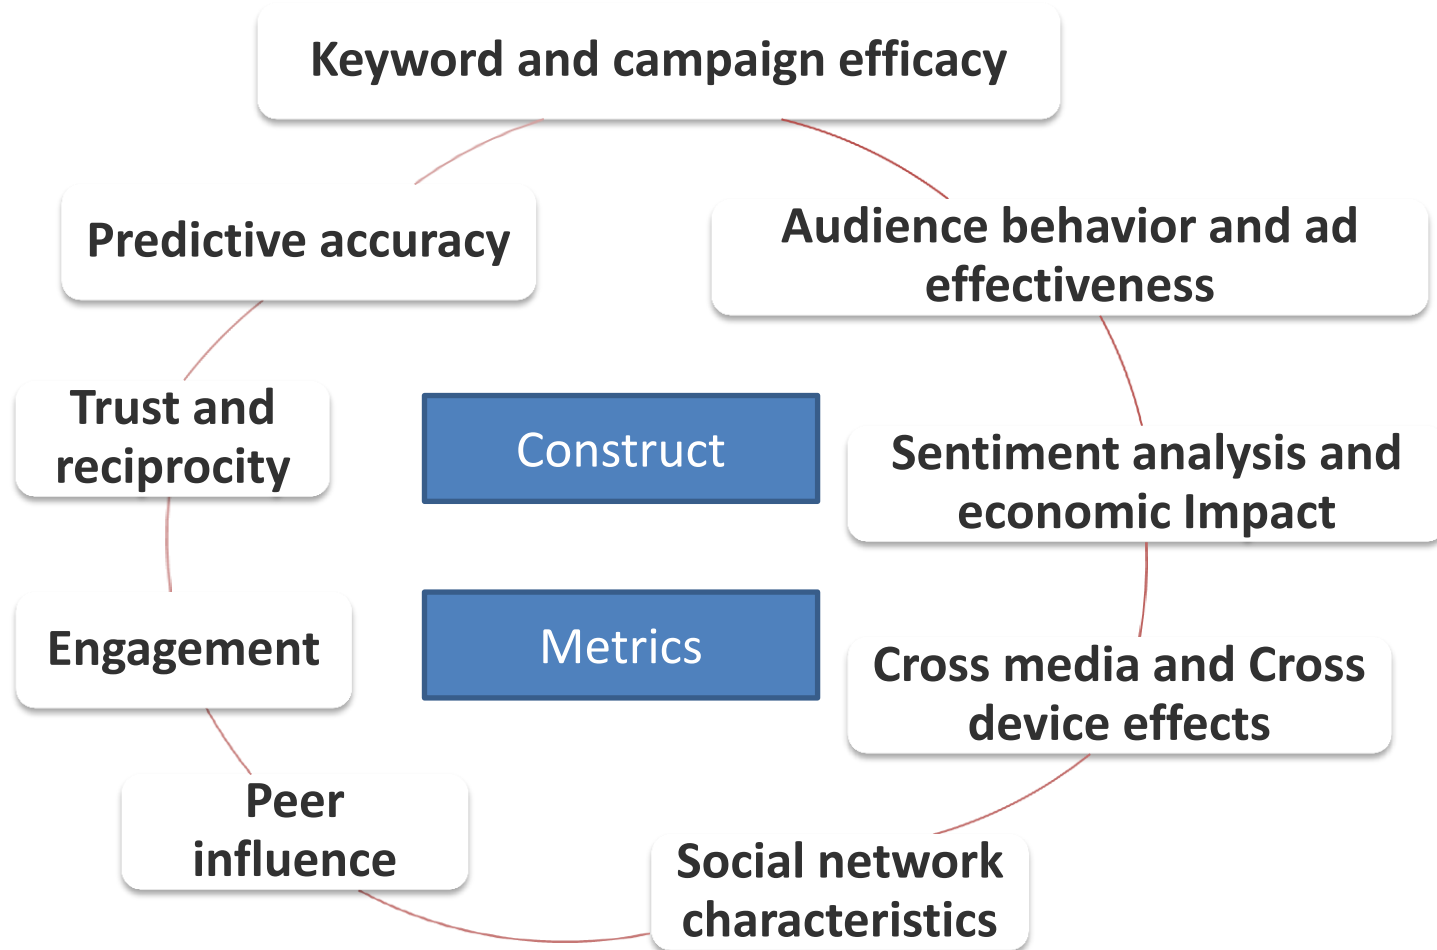 Keyword and campaign efficacy
Predictive accuracy
Audience behavior and ad
effectiveness
Trust and
reciprocity
Construct
Sentiment analysis and
economic Impact
Engagement
Metrics
Cross media and Cross
device effects
Peer
influence
Social network
characteristics